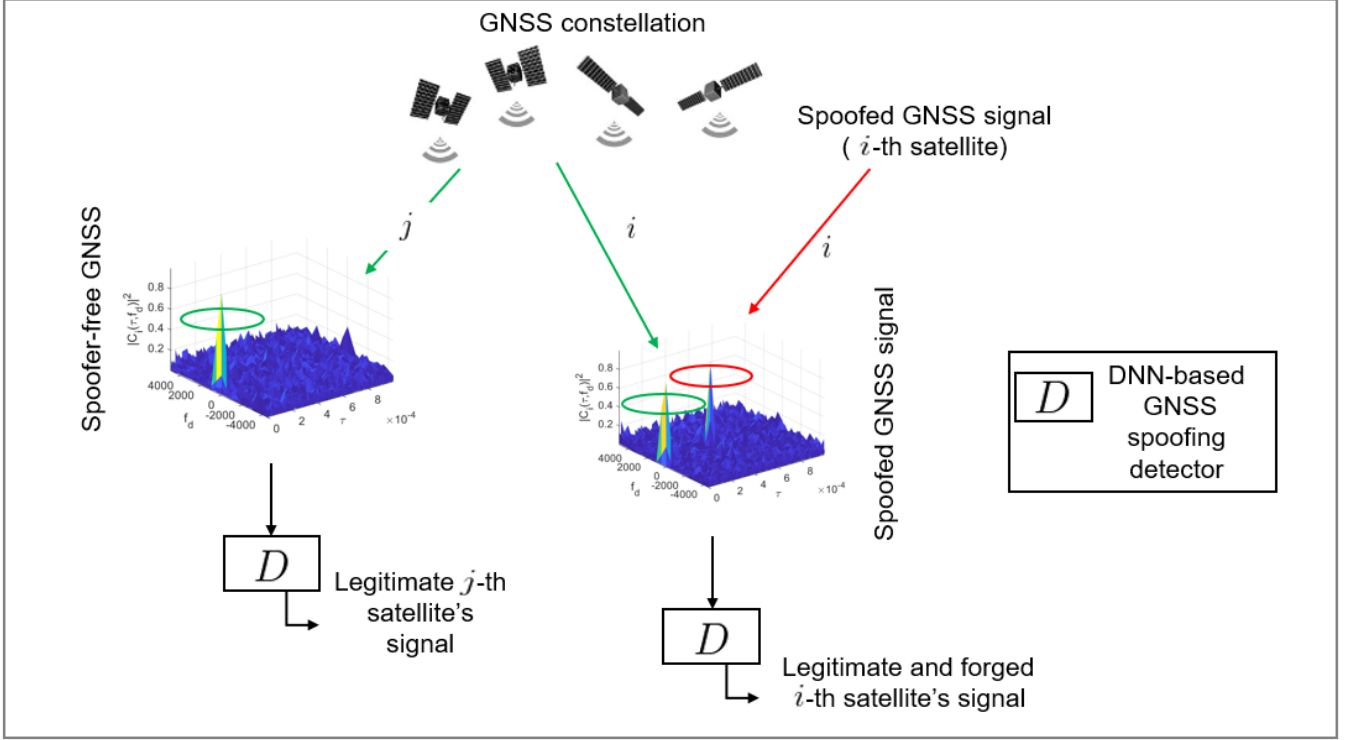 GNSS constellation
Spoofed GNSS signal
( i-th satellite)
j
i
i
Spoofer-free GNSS
|C_i(τ,f_d)|²
0.8
0.6
0.4
0.2
4000
2000
0
-2000
-4000
f_d
0
2
4
6
8
τ
×10⁻⁴
Spoofed GNSS signal
|C_i(τ,f_d)|²
0.8
0.6
0.4
0.2
4000
2000
0
-2000
-4000
f_d
0
2
4
6
8
τ
×10⁻⁴
D
DNN-based
GNSS
spoofing
detector
D
Legitimate j-th
satellite's
signal
D
Legitimate and forged
i-th satellite's signal